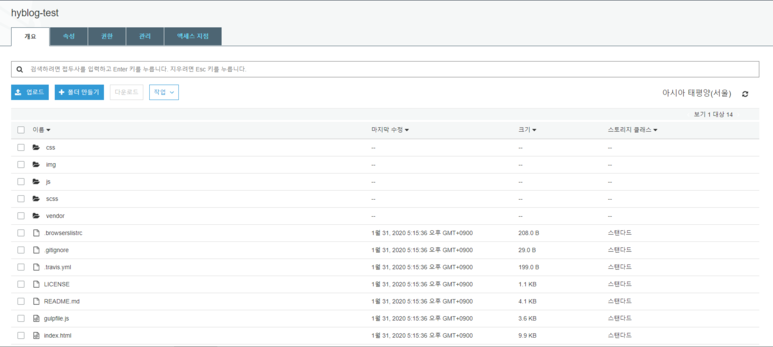 hyblog-test
개요 속성 권한 관리 액세스 지점
검색하려면 접두사를 입력하고 Enter 키를 누릅니다. 지우려면 Esc 키를 누릅니다.
업로드 폴더 만들기 다운로드 작업 아시아 태평양(서울)
보기 1 대상 14
이름 마지막 수정 크기 스토리지 클래스
css -- -- --
img -- -- --
js -- -- --
scss -- -- --
vendor -- -- --
.browserslistrc 1월 31, 2020 5:15:36 오후 GMT+0900 208.0 B 스탠다드
.gitignore 1월 31, 2020 5:15:36 오후 GMT+0900 29.0 B 스탠다드
.travis.yml 1월 31, 2020 5:15:36 오후 GMT+0900 199.0 B 스탠다드
LICENSE 1월 31, 2020 5:15:36 오후 GMT+0900 1.1 KB 스탠다드
README.md 1월 31, 2020 5:15:36 오후 GMT+0900 4.1 KB 스탠다드
gulpfile.js 1월 31, 2020 5:15:36 오후 GMT+0900 3.6 KB 스탠다드
index.html 1월 31, 2020 5:15:36 오후 GMT+0900 9.9 KB 스탠다드